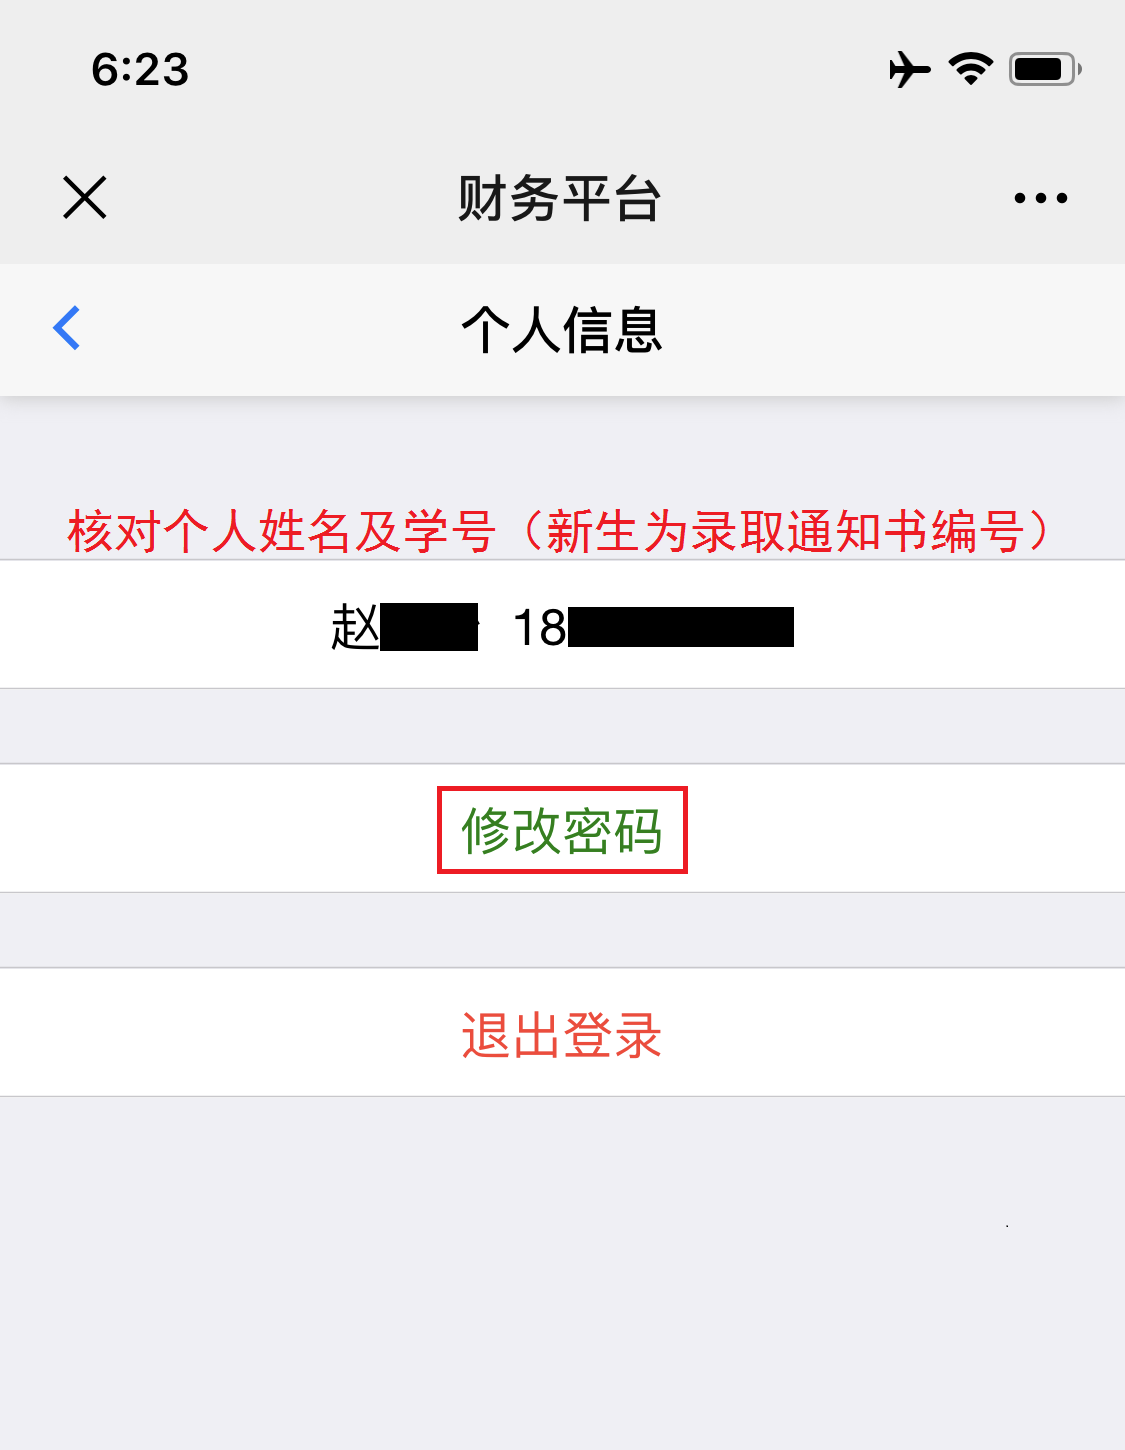 6:23
财务平台
个人信息
核对个人姓名及学号（新生为录取通知书编号）
赵 18
修改密码
退出登录